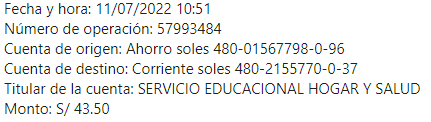 Fecha y hora: 11/07/2022 10:51
Número de operación: 57993484
Cuenta de origen: Ahorro soles 480-01567798-0-96
Cuenta de destino: Corriente soles 480-2155770-0-37
Titular de la cuenta: SERVICIO EDUCACIONAL HOGAR Y SALUD
Monto: S/ 43.50